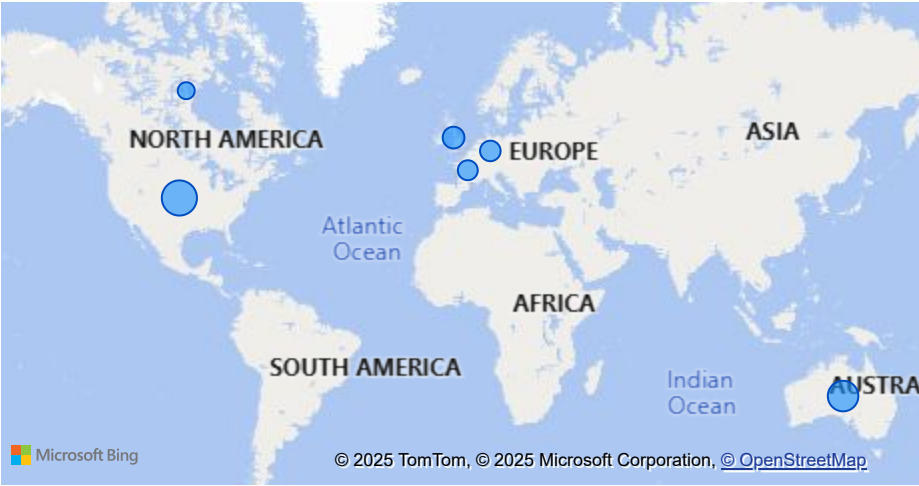 NORTH AMERICA
EUROPE
ASIA
Atlantic
Ocean
AFRICA
SOUTH AMERICA
Indian
Ocean
AUSTRA
Microsoft Bing
© 2025 TomTom, © 2025 Microsoft Corporation, © OpenStreetMap